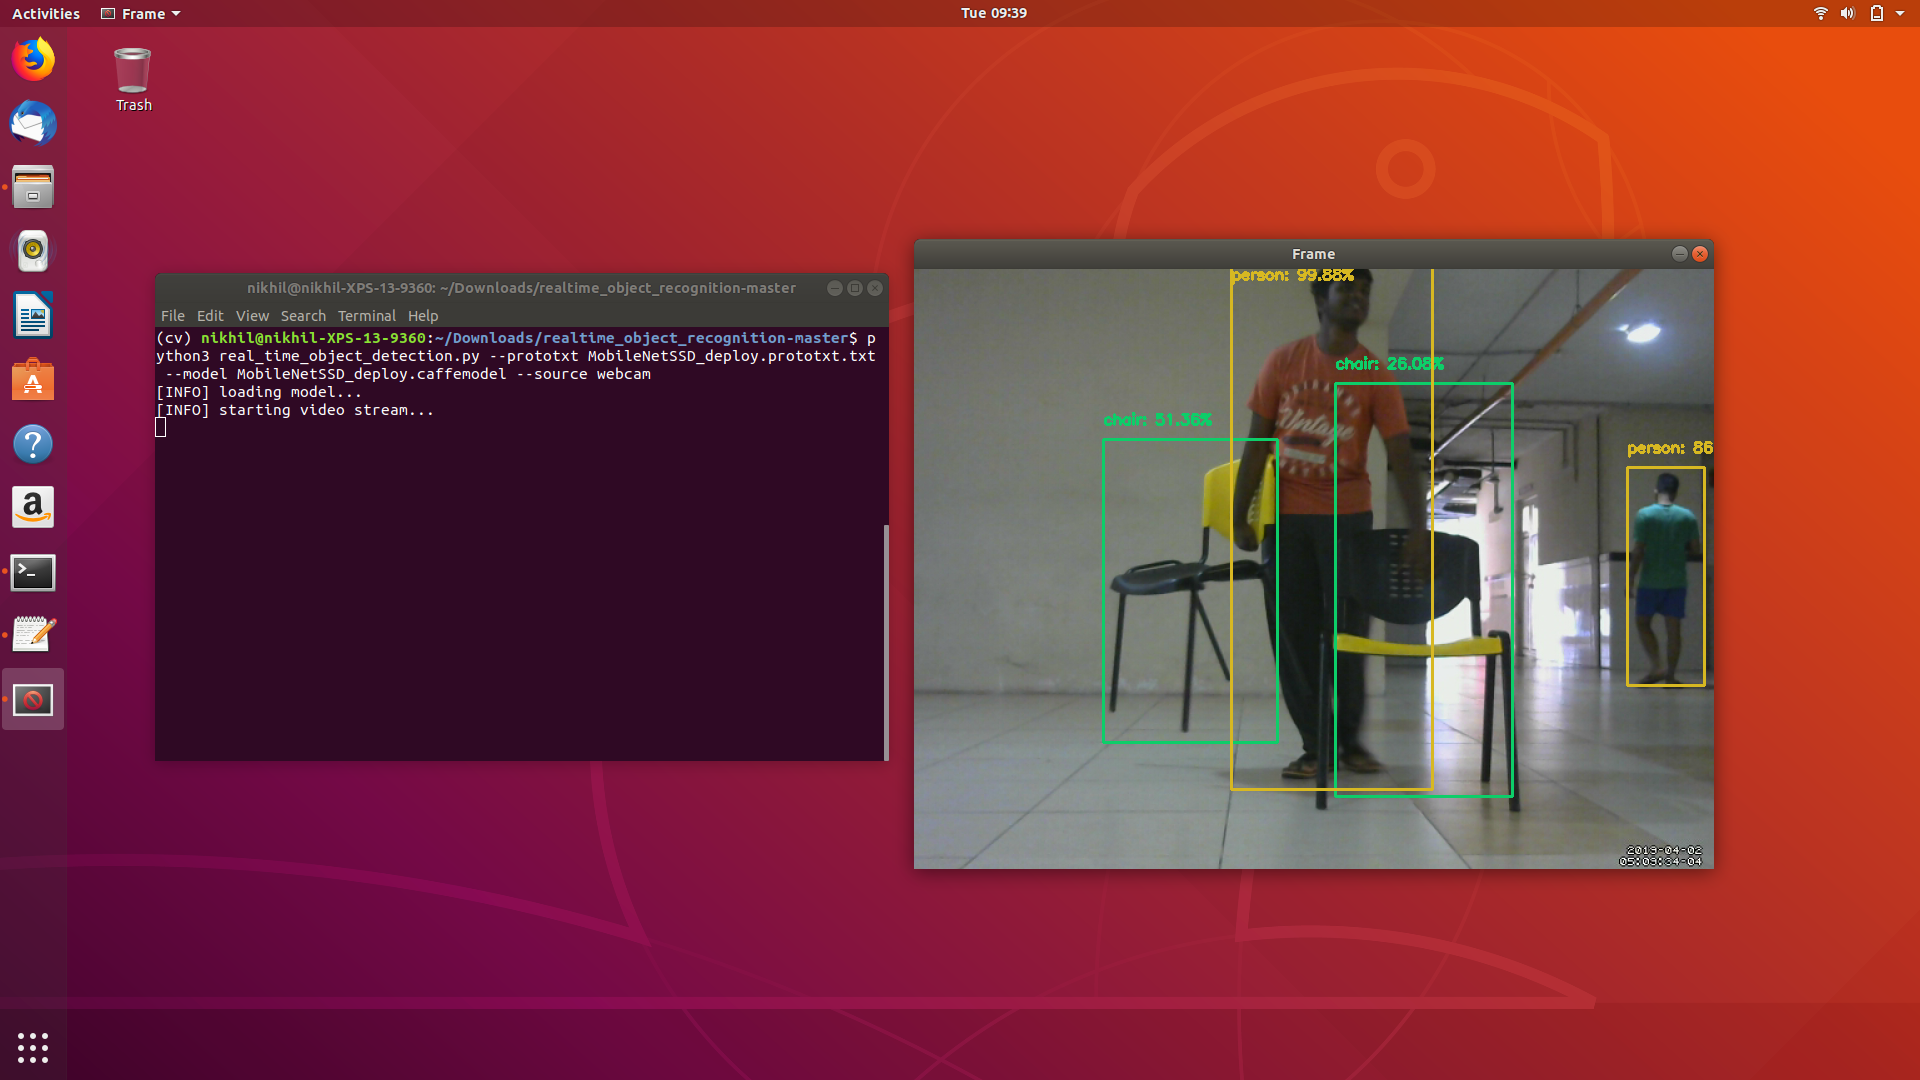 Activities Frame Tue 09:39
Trash
nikhil@nikhil-XPS-13-9360: ~/Downloads/realtime_object_recognition-master
File Edit View Search Terminal Help
(cv) nikhil@nikhil-XPS-13-9360:~/Downloads/realtime_object_recognition-master$ p
ython3 real_time_object_detection.py --prototxt MobileNetSSD_deploy.prototxt.txt
--model MobileNetSSD_deploy.caffemodel --source webcam
[INFO] loading model...
[INFO] starting video stream...
Frame
person: 99.88%
chair: 26.08%
chair: 51.36%
person: 86
Vintage
2019-04-02
05:09:34-04